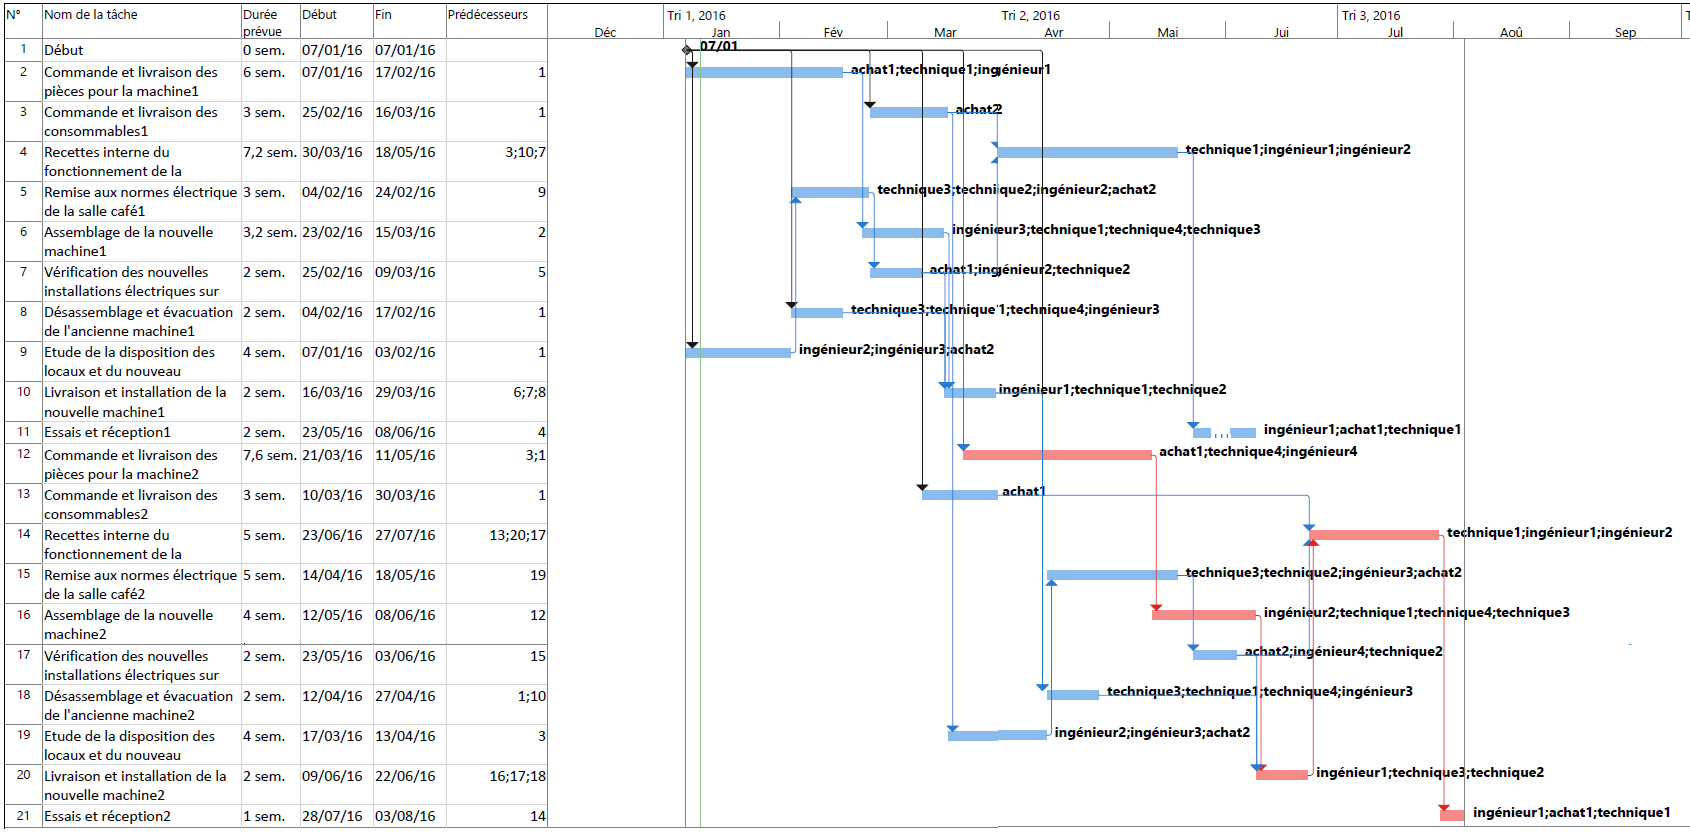 N° Nom de la tâche Durée prévue Début Fin Prédécesseurs
Tri 1, 2016 Tri 2, 2016 Tri 3, 2016 T
Déc Jan Fév Mar Avr Mai Jui Jul Aoû Sep
1 Début 0 sem. 07/01/16 07/01/16
07/01
2 Commande et livraison des 6 sem. 07/01/16 17/02/16 1
pièces pour la machine1
achat1;technique1;ingénieur1
3 Commande et livraison des 3 sem. 25/02/16 16/03/16 1
consommables1
achat2
4 Recettes interne du 7,2 sem. 30/03/16 18/05/16 3;10;7
fonctionnement de la
technique1;ingénieur1;ingénieur2
5 Remise aux normes électrique 3 sem. 04/02/16 24/02/16 9
de la salle café1
technique3;technique2;ingénieur2;achat2
6 Assemblage de la nouvelle 3,2 sem. 23/02/16 15/03/16 2
machine1
ingénieur3;technique1;technique4;technique3
7 Vérification des nouvelles 2 sem. 25/02/16 09/03/16 5
installations électriques sur
achat1;ingénieur2;technique2
8 Désassemblage et évacuation 2 sem. 04/02/16 17/02/16 1
de l'ancienne machine1
technique3;technique1;technique4;ingénieur3
9 Etude de la disposition des 4 sem. 07/01/16 03/02/16 1
locaux et du nouveau
ingénieur2;ingénieur3;achat2
10 Livraison et installation de la 2 sem. 16/03/16 29/03/16 6;7;8
nouvelle machine1
ingénieur1;technique1;technique2
11 Essais et réception1 2 sem. 23/05/16 08/06/16 4
ingénieur1;achat1;technique1
12 Commande et livraison des 7,6 sem. 21/03/16 11/05/16 3;1
pièces pour la machine2
achat1;technique4;ingénieur4
13 Commande et livraison des 3 sem. 10/03/16 30/03/16 1
consommables2
achat1
14 Recettes interne du 5 sem. 23/06/16 27/07/16 13;20;17
fonctionnement de la
technique1;ingénieur1;ingénieur2
15 Remise aux normes électrique 5 sem. 14/04/16 18/05/16 19
de la salle café2
technique3;technique2;ingénieur3;achat2
16 Assemblage de la nouvelle 4 sem. 12/05/16 08/06/16 12
machine2
ingénieur2;technique1;technique4;technique3
17 Vérification des nouvelles 2 sem. 23/05/16 03/06/16 15
installations électriques sur
achat2;ingénieur4;technique2
18 Désassemblage et évacuation 2 sem. 12/04/16 27/04/16 1;10
de l'ancienne machine2
technique3;technique1;technique4;ingénieur3
19 Etude de la disposition des 4 sem. 17/03/16 13/04/16 3
locaux et du nouveau
ingénieur2;ingénieur3;achat2
20 Livraison et installation de la 2 sem. 09/06/16 22/06/16 16;17;18
nouvelle machine2
ingénieur1;technique3;technique2
21 Essais et réception2 1 sem. 28/07/16 03/08/16 14
ingénieur1;achat1;technique1